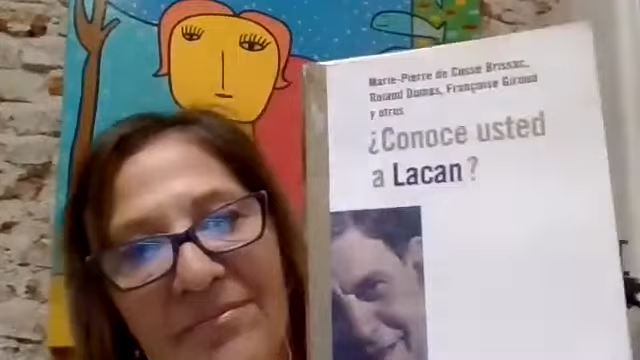 Marie-Pierre de Cossé Brissac,
Roland Dumas, Françoise Giroud
y otros
¿Conoce usted
a Lacan?